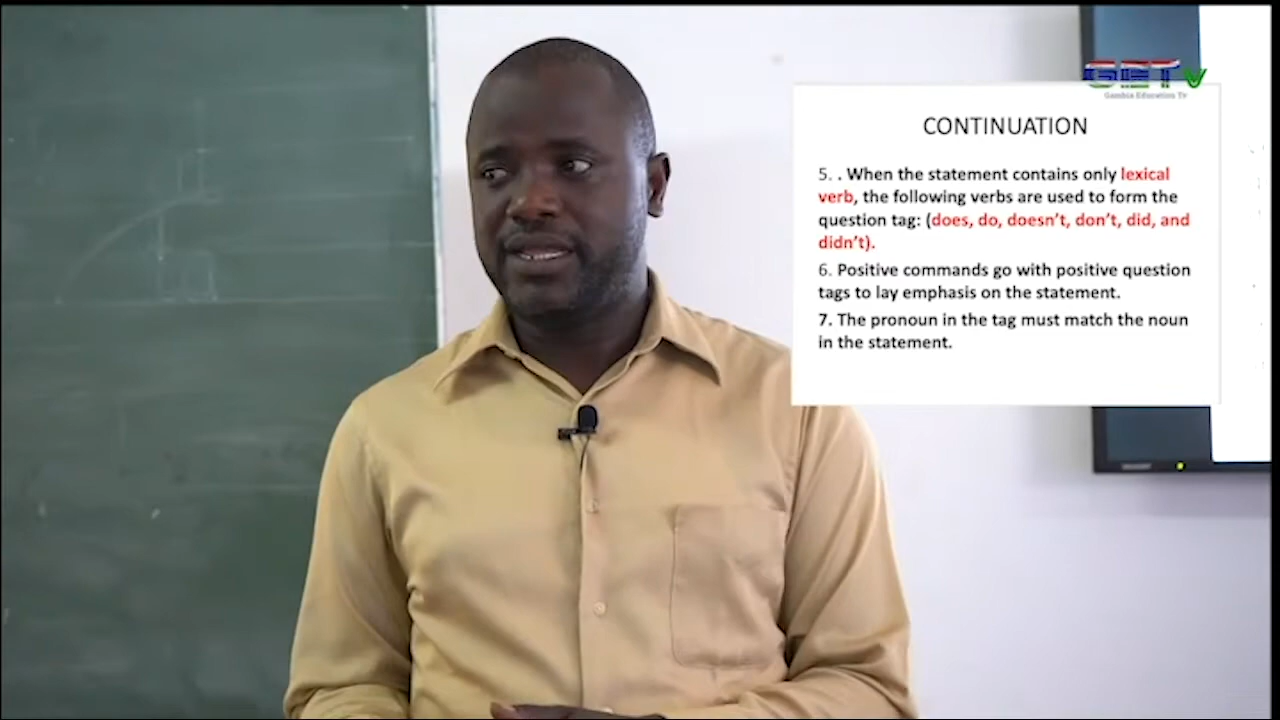 GETV
Gambia Education Tv
CONTINUATION
5. . When the statement contains only lexical
verb, the following verbs are used to form the
question tag: (does, do, doesn't, don't, did, and
didn't).
6. Positive commands go with positive question
tags to lay emphasis on the statement.
7. The pronoun in the tag must match the noun
in the statement.